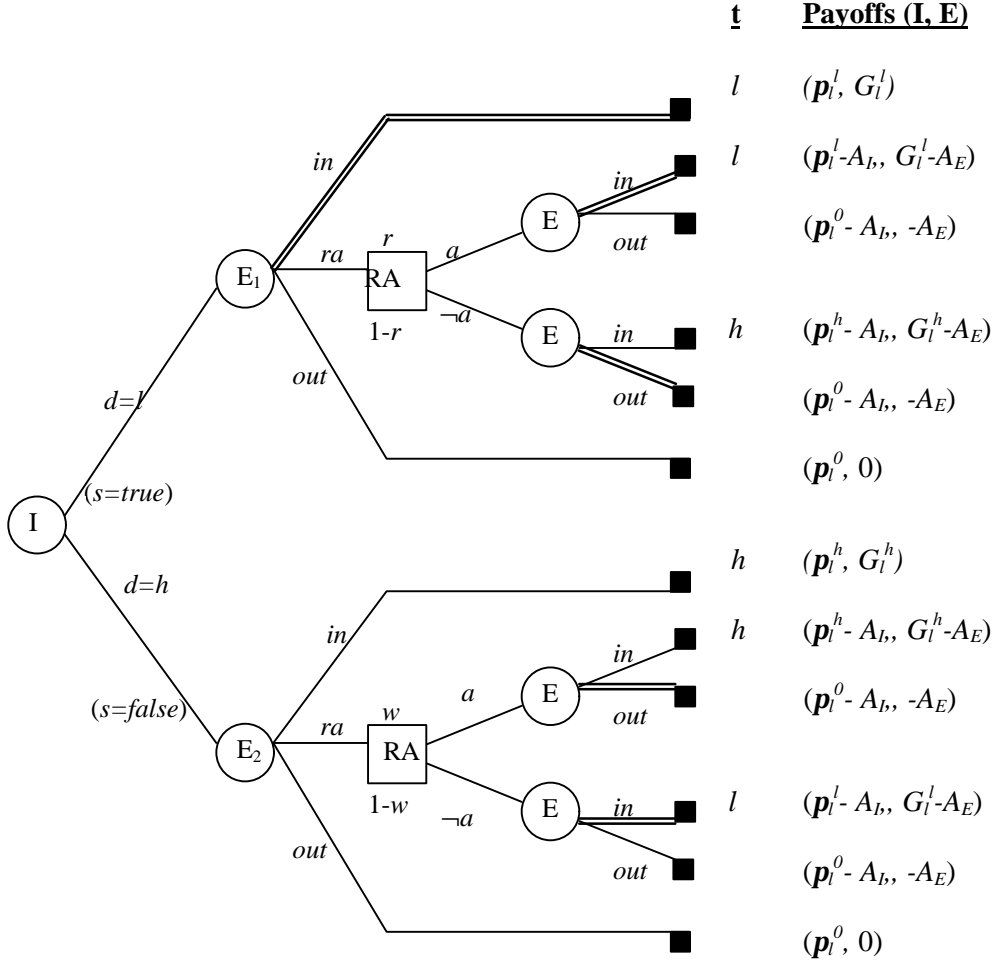 t Payoffs (I, E)
l (p_l^l, G_l^l)
in
l (p_l^l-A_I,, G_l^l-A_E)
in
E
r
out (p_l^0- A_I,, -A_E)
ra a
E₁ RA
¬a
1-r
h (p_l^h- A_I,, G_l^h-A_E)
in
E
out
d=l
out (p_l^0- A_I,, -A_E)
(p_l^0, 0)
(s=true)
I
h (p_l^h, G_l^h)
d=h
in
h (p_l^h- A_I,, G_l^h-A_E)
in
a E
(s=false)
w
out (p_l^0- A_I,, -A_E)
ra
E₂ RA
1-w
¬a
l (p_l^l- A_I,, G_l^l-A_E)
in
E
out
out (p_l^0- A_I,, -A_E)
(p_l^0, 0)